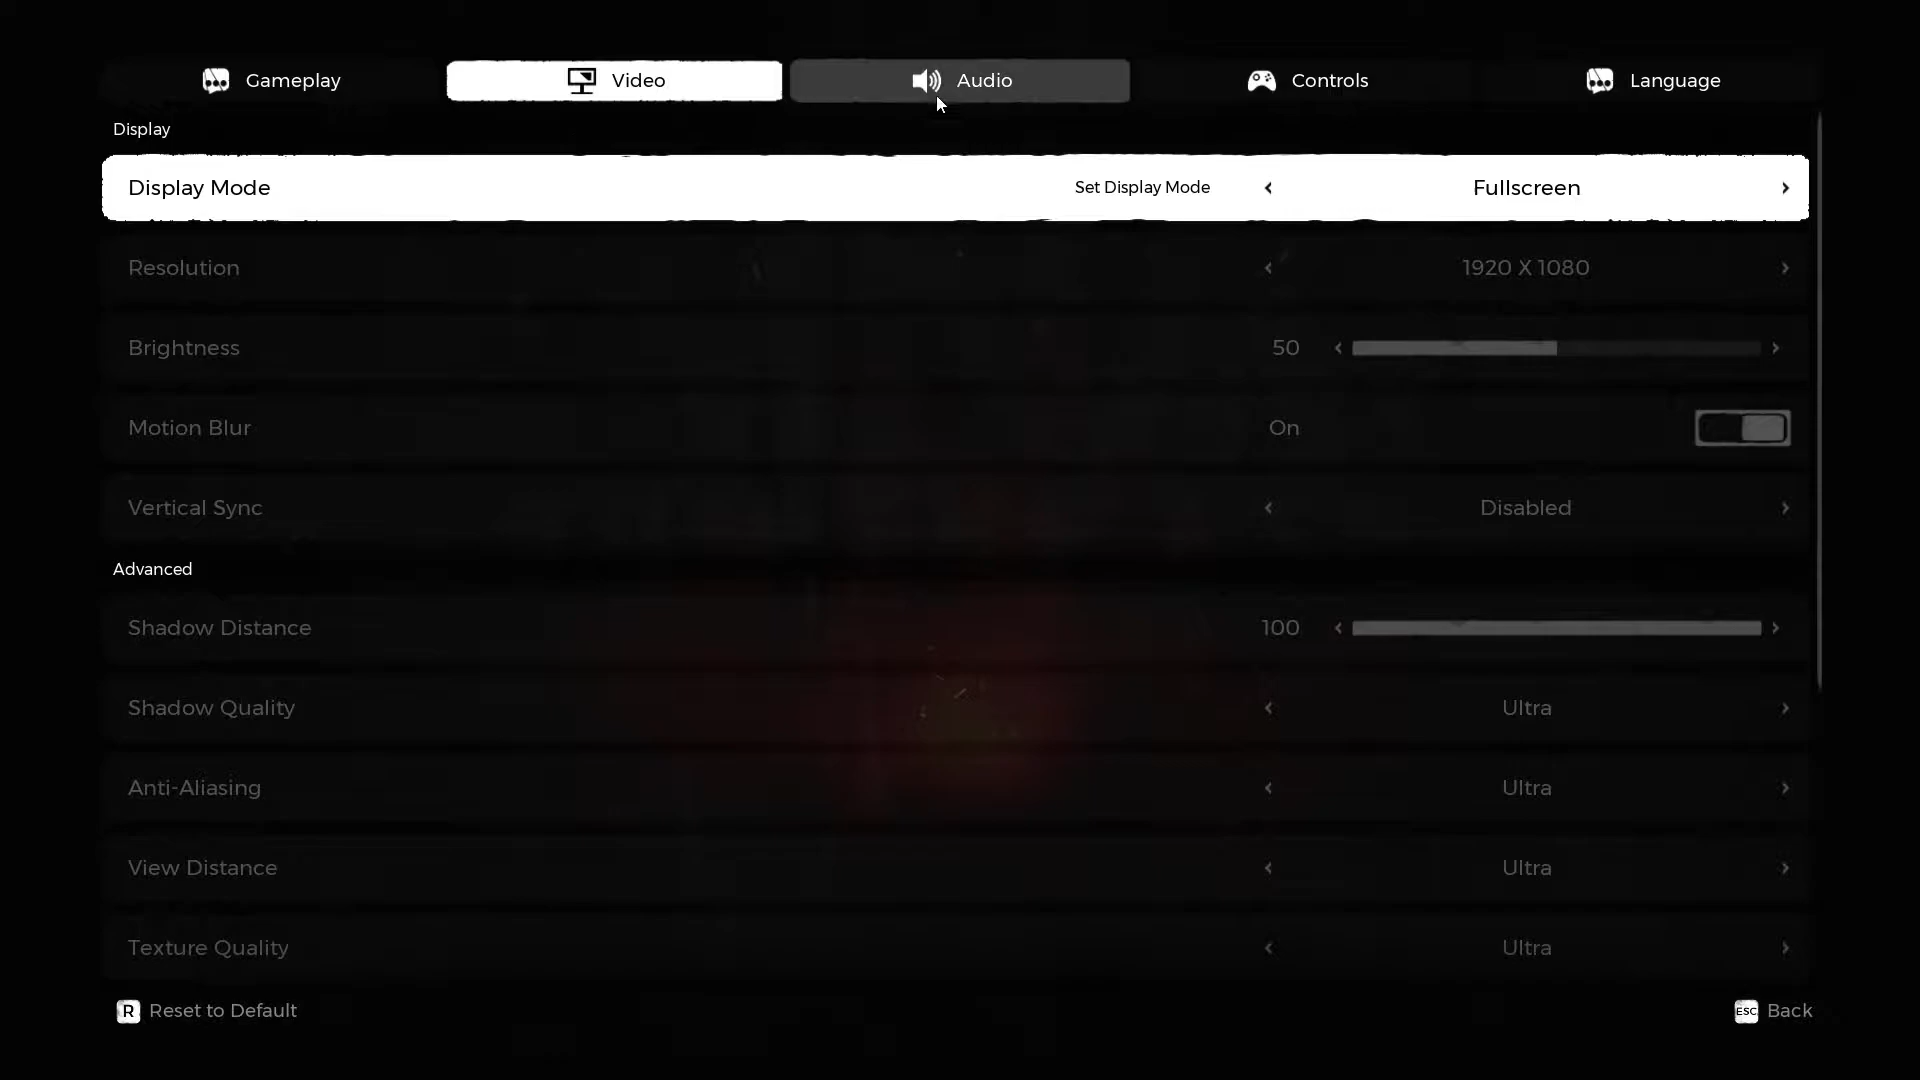 Gameplay Video Audio Controls Language
Display
Display Mode Set Display Mode Fullscreen
Resolution 1920 X 1080
Brightness 50
Motion Blur On
Vertical Sync Disabled
Advanced
Shadow Distance 100
Shadow Quality Ultra
Anti-Aliasing Ultra
View Distance Ultra
Texture Quality Ultra
R Reset to Default ESC Back